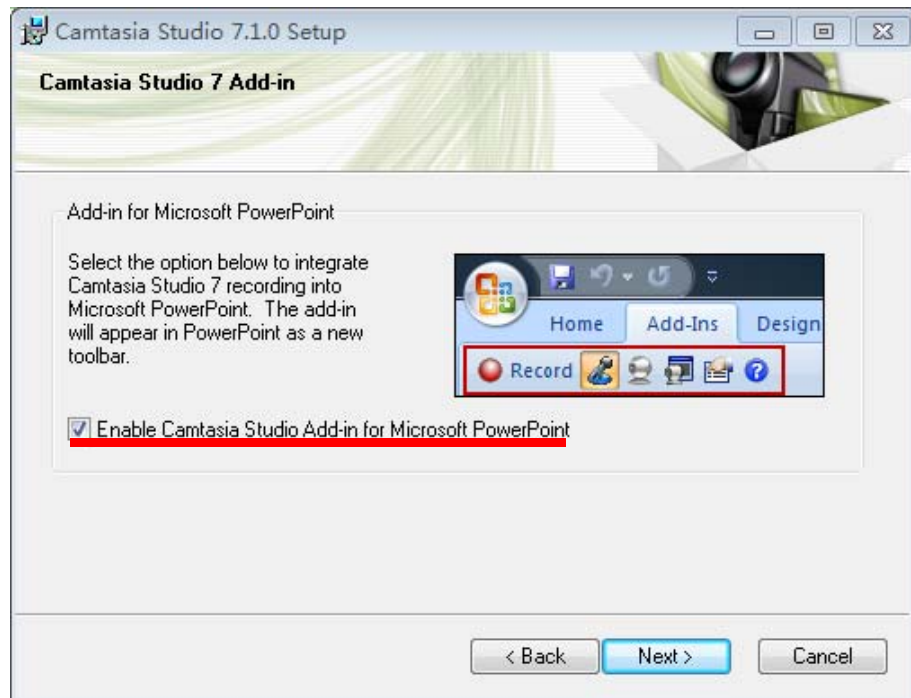 Camtasia Studio 7.1.0 Setup
Camtasia Studio 7 Add-in
Add-in for Microsoft PowerPoint
Select the option below to integrate
Camtasia Studio 7 recording into
Microsoft PowerPoint. The add-in
will appear in PowerPoint as a new
toolbar.
Home Add-Ins Design
Record
Enable Camtasia Studio Add-in for Microsoft PowerPoint
< Back Next > Cancel